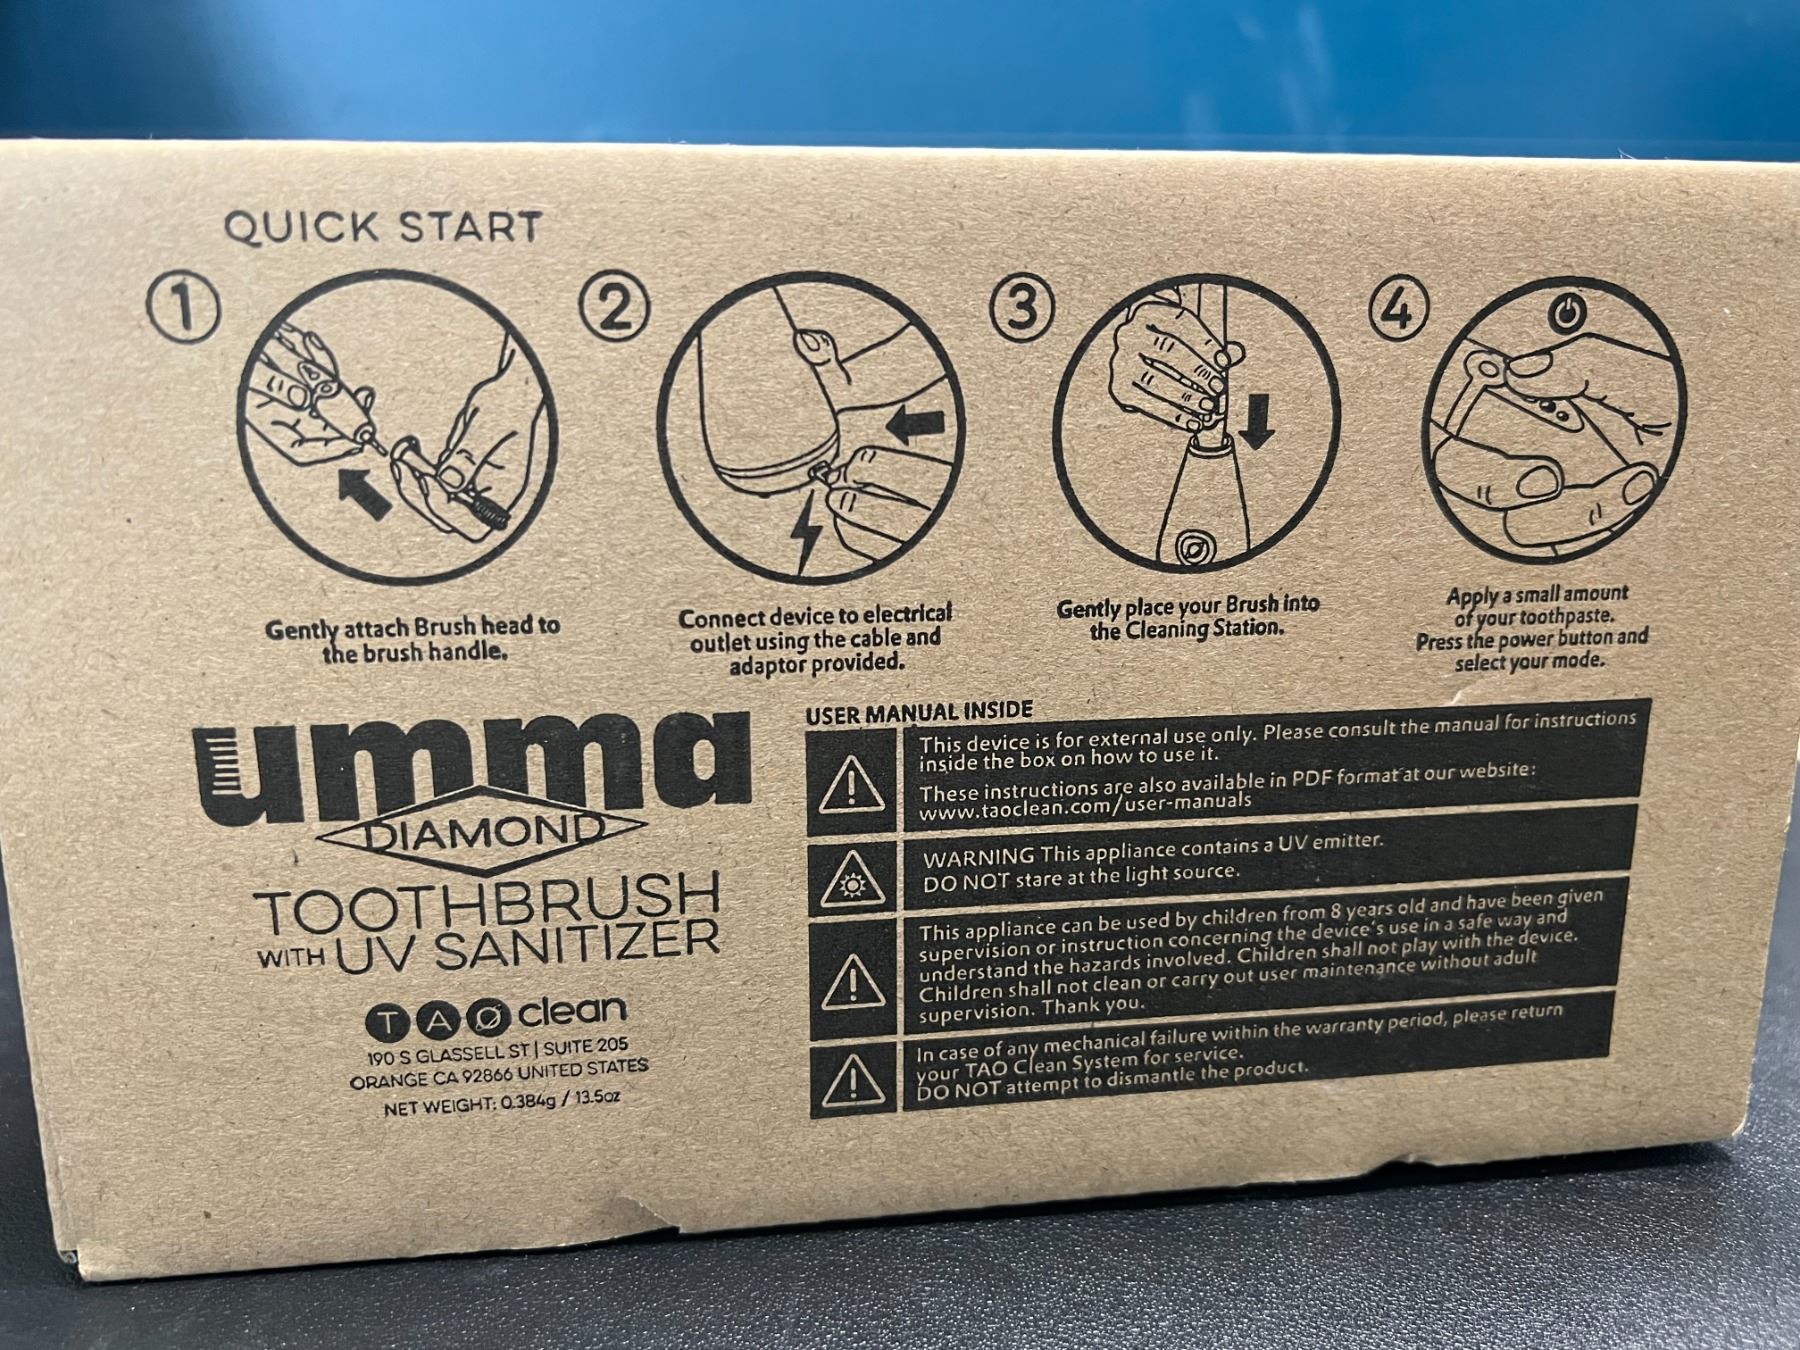 QUICK START
1
Gently attach Brush head to
the brush handle.
2
Connect device to electrical
outlet using the cable and
adaptor provided.
3
Gently place your Brush into
the Cleaning Station.
4
Apply a small amount
of your toothpaste.
Press the power button and
select your mode.
umma
DIAMOND
TOOTHBRUSH
WITH UV SANITIZER
TAO clean
190 S GLASSELL ST | SUITE 205
ORANGE CA 92866 UNITED STATES
NET WEIGHT: 0.384g / 13.5oz
USER MANUAL INSIDE
This device is for external use only. Please consult the manual for instructions
inside the box on how to use it.
These instructions are also available in PDF format at our website:
www.taoclean.com/user-manuals
WARNING This appliance contains a UV emitter.
DO NOT stare at the light source.
This appliance can be used by children from 8 years old and have been given
supervision or instruction concerning the device's use in a safe way and
understand the hazards involved. Children shall not play with the device.
Children shall not clean or carry out user maintenance without adult
supervision. Thank you.
In case of any mechanical failure within the warranty period, please return
your TAO Clean System for service.
DO NOT attempt to dismantle the product.